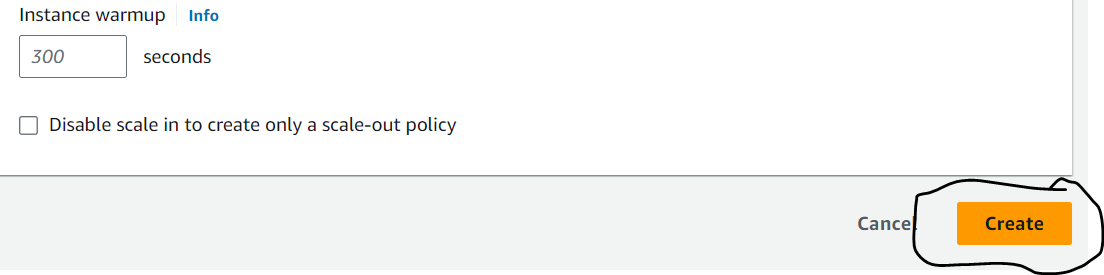 Instance warmup Info
300 seconds
Disable scale in to create only a scale-out policy
Cancel Create